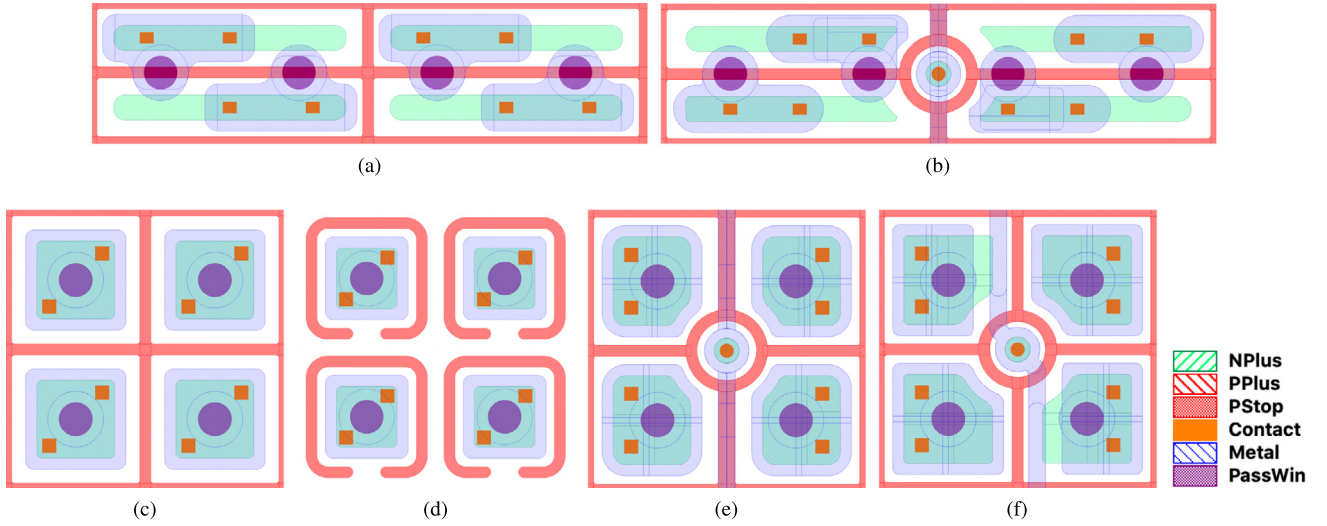 (a)
(b)
NPlus
PPlus
PStop
Contact
Metal
PassWin
(c)
(d)
(e)
(f)